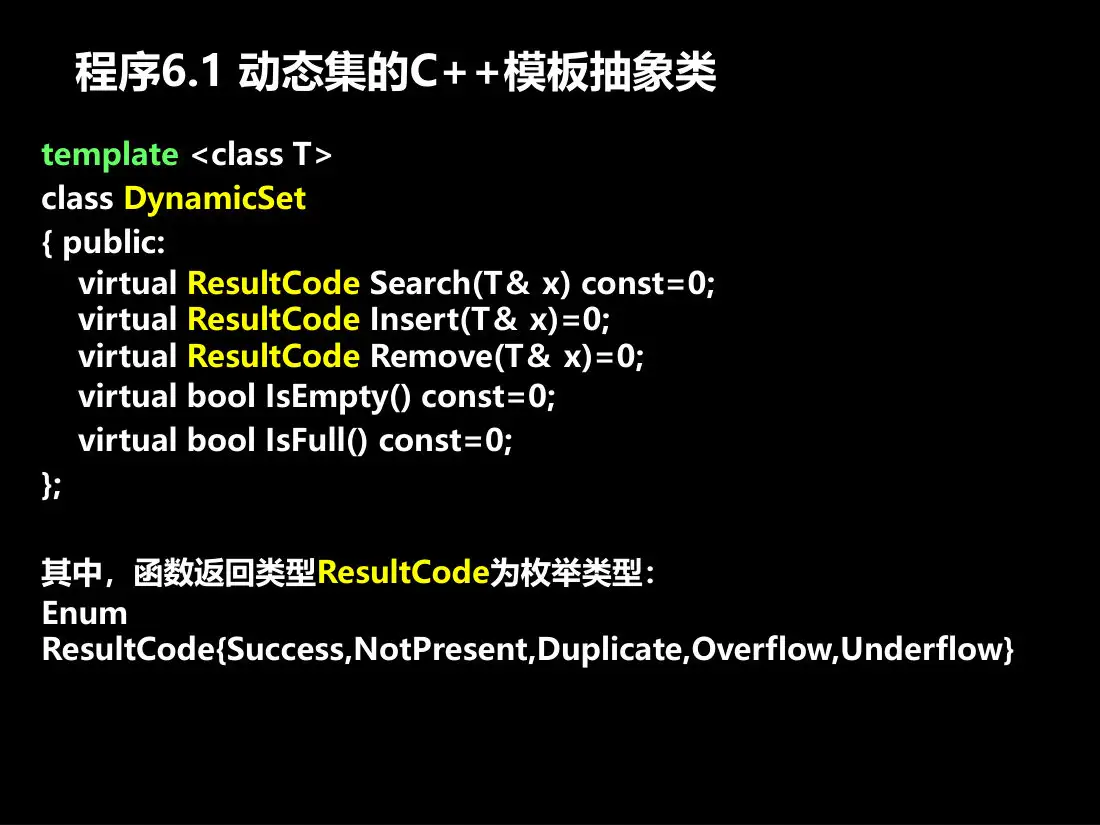 程序6.1 动态集的C++模板抽象类
template <class T>
class DynamicSet
{ public:
virtual ResultCode Search(T& x) const=0;
virtual ResultCode Insert(T& x)=0;
virtual ResultCode Remove(T& x)=0;
virtual bool IsEmpty() const=0;
virtual bool IsFull() const=0;
};
其中，函数返回类型ResultCode为枚举类型：
Enum
ResultCode{Success,NotPresent,Duplicate,Overflow,Underflow}